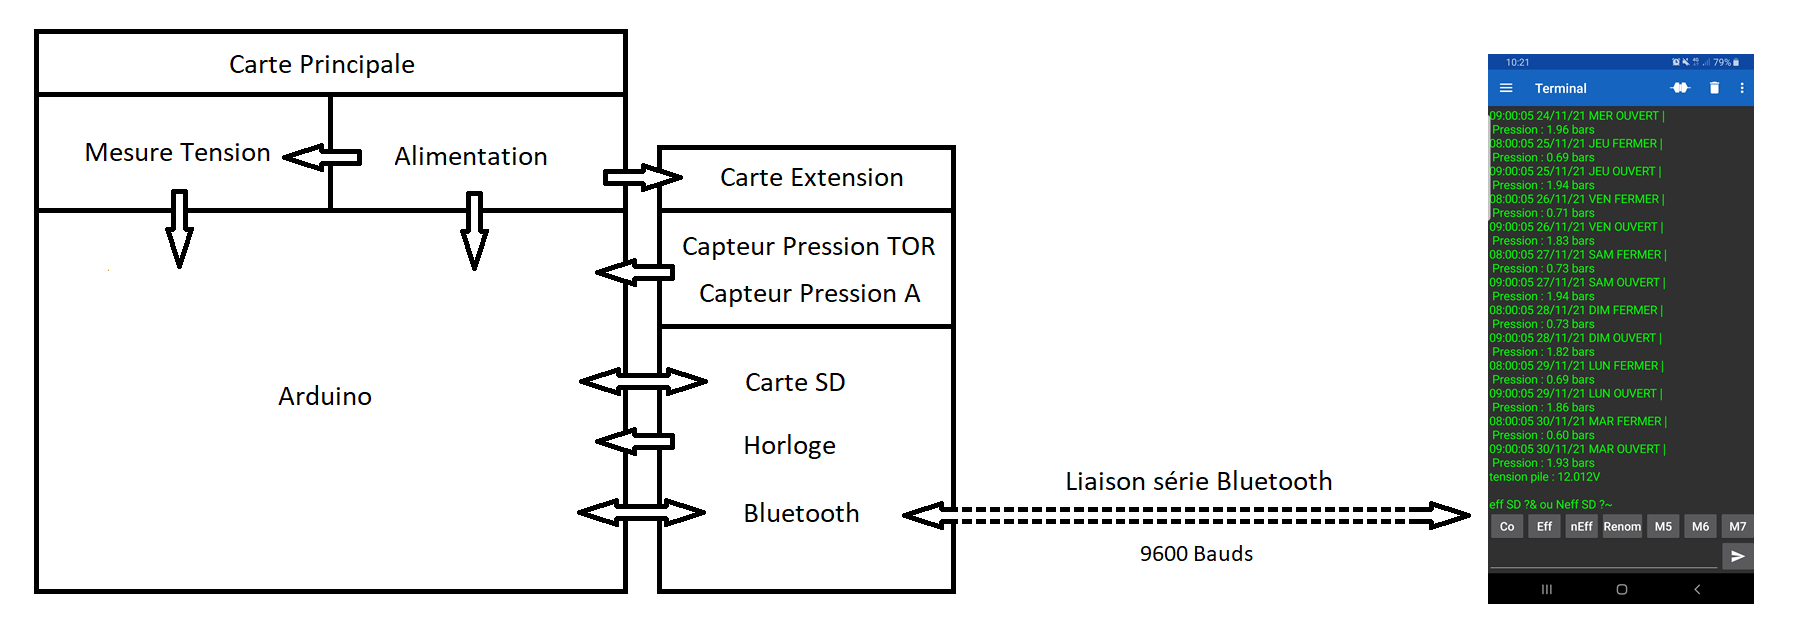 Carte Principale
Mesure Tension
Alimentation
Arduino
Carte Extension
Capteur Pression TOR
Capteur Pression A
Carte SD
Horloge
Bluetooth
Liaison série Bluetooth
9600 Bauds
10:21
79%
Terminal
09:00:05 24/11/21 MER OUVERT |
Pression : 1.96 bars
08:00:05 25/11/21 JEU FERMER |
Pression : 0.69 bars
09:00:05 25/11/21 JEU OUVERT |
Pression : 1.94 bars
08:00:05 26/11/21 VEN FERMER |
Pression : 0.71 bars
09:00:05 26/11/21 VEN OUVERT |
Pression : 1.83 bars
08:00:05 27/11/21 SAM FERMER |
Pression : 0.73 bars
09:00:05 27/11/21 SAM OUVERT |
Pression : 1.94 bars
08:00:05 28/11/21 DIM FERMER |
Pression : 0.73 bars
09:00:05 28/11/21 DIM OUVERT |
Pression : 1.82 bars
08:00:05 29/11/21 LUN FERMER |
Pression : 0.69 bars
09:00:05 29/11/21 LUN OUVERT |
Pression : 1.86 bars
08:00:05 30/11/21 MAR FERMER |
Pression : 0.60 bars
09:00:05 30/11/21 MAR OUVERT |
Pression : 1.93 bars
tension pile : 12.012V
eff SD ?& ou Neff SD ?~
Co Eff nEff Renom M5 M6 M7